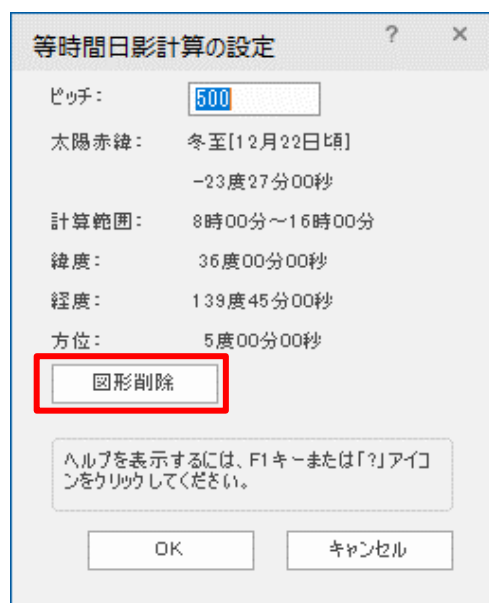 等時間日影計算の設定 ? ×
ピッチ: 500
太陽赤緯: 冬至[12月22日頃]
-23度27分00秒
計算範囲: 8時00分～16時00分
緯度: 36度00分00秒
経度: 139度45分00秒
方位: 5度00分00秒
図形削除
ヘルプを表示するには、F1キーまたは「?」アイコ
ンをクリックしてください。
OK キャンセル